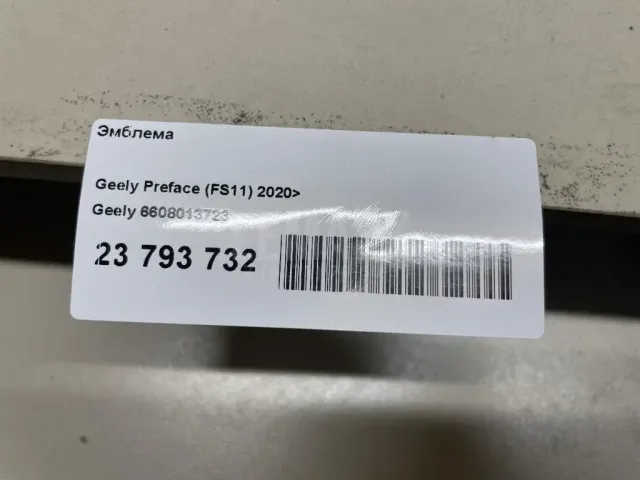 Эмблема
Geely Preface (FS11) 2020>
Geely 6608013723
23 793 732